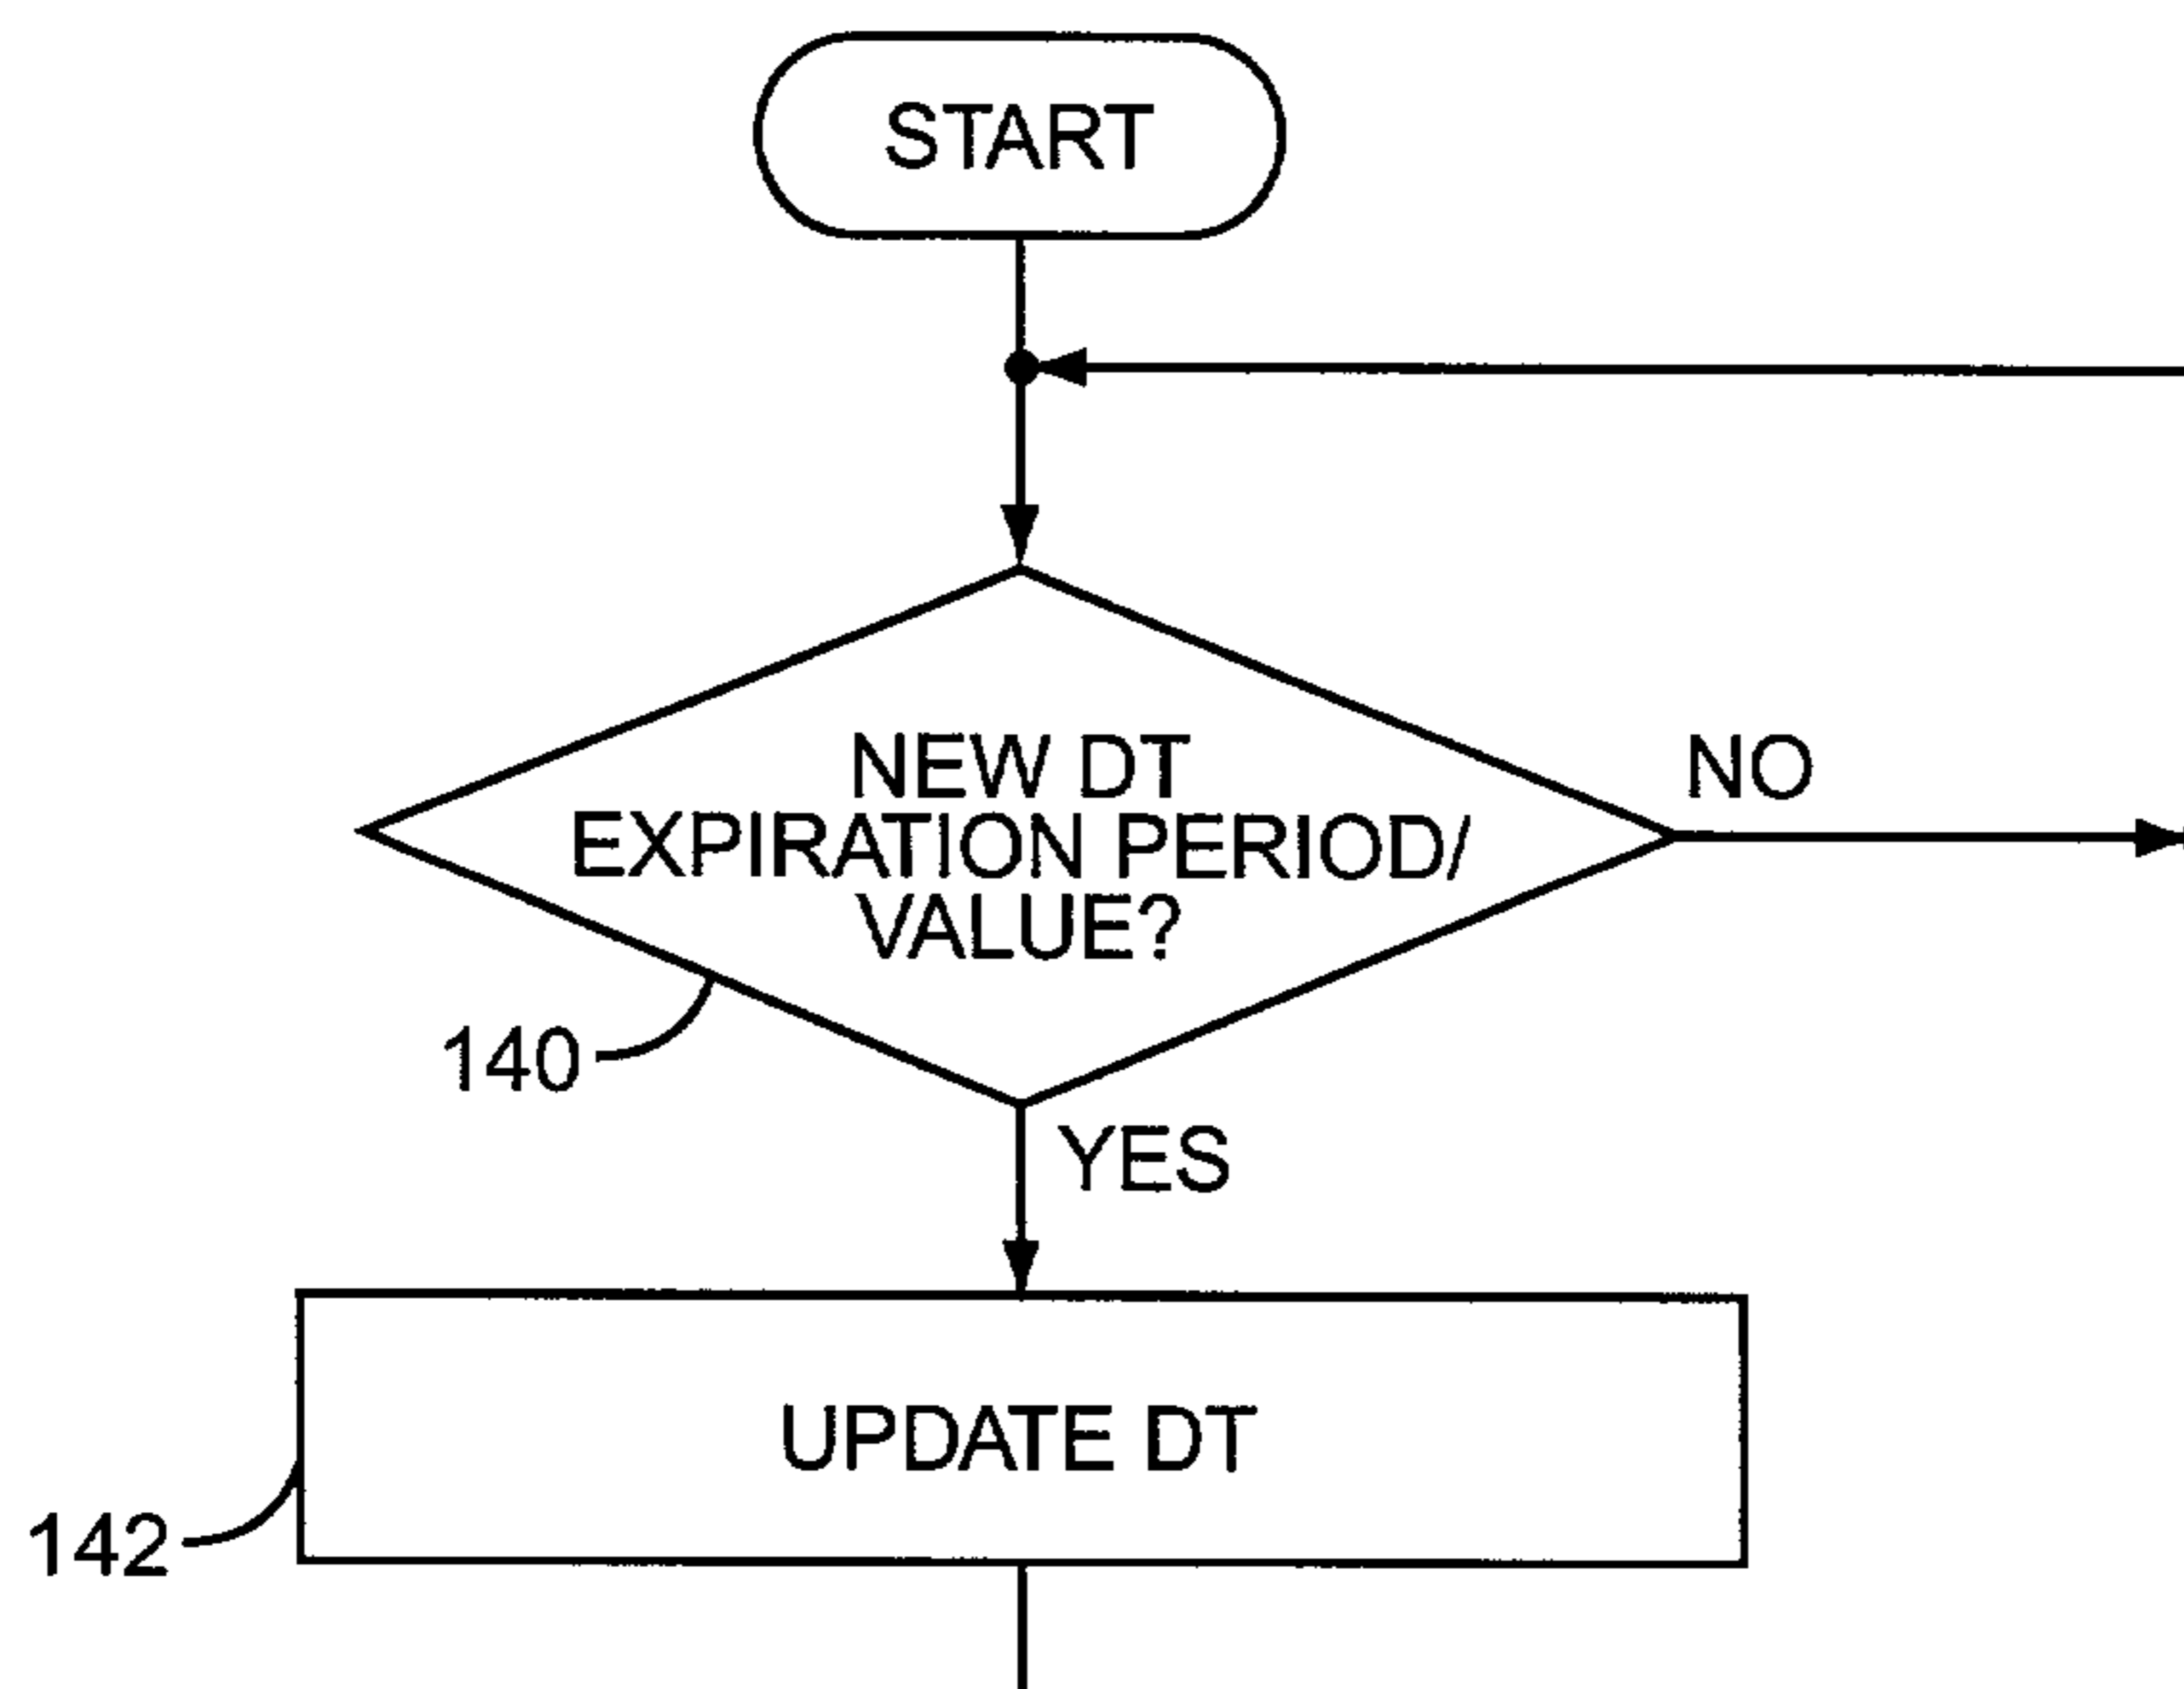 START
NEW DT
EXPIRATION PERIOD/
VALUE?
NO
140
YES
UPDATE DT
142